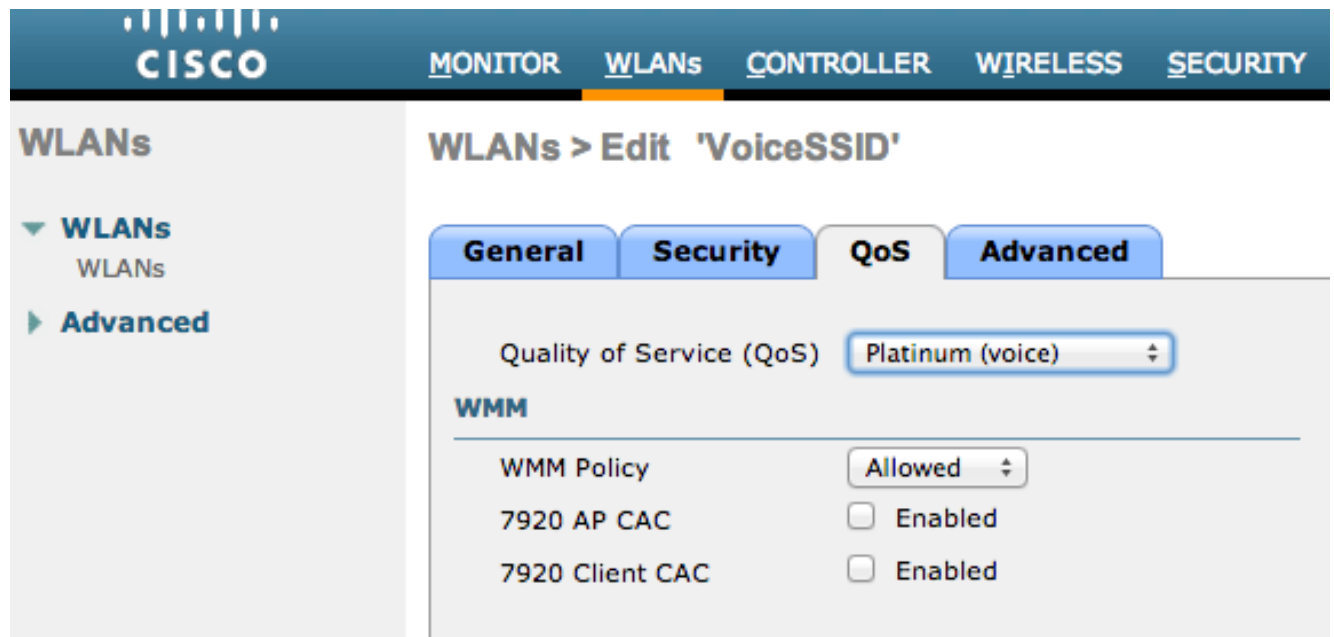 CISCO
MONITOR WLANs CONTROLLER WIRELESS SECURITY
WLANs
WLANs
WLANs
Advanced
WLANs > Edit 'VoiceSSID'
General Security QoS Advanced
Quality of Service (QoS) Platinum (voice)
WMM
WMM Policy Allowed
7920 AP CAC Enabled
7920 Client CAC Enabled